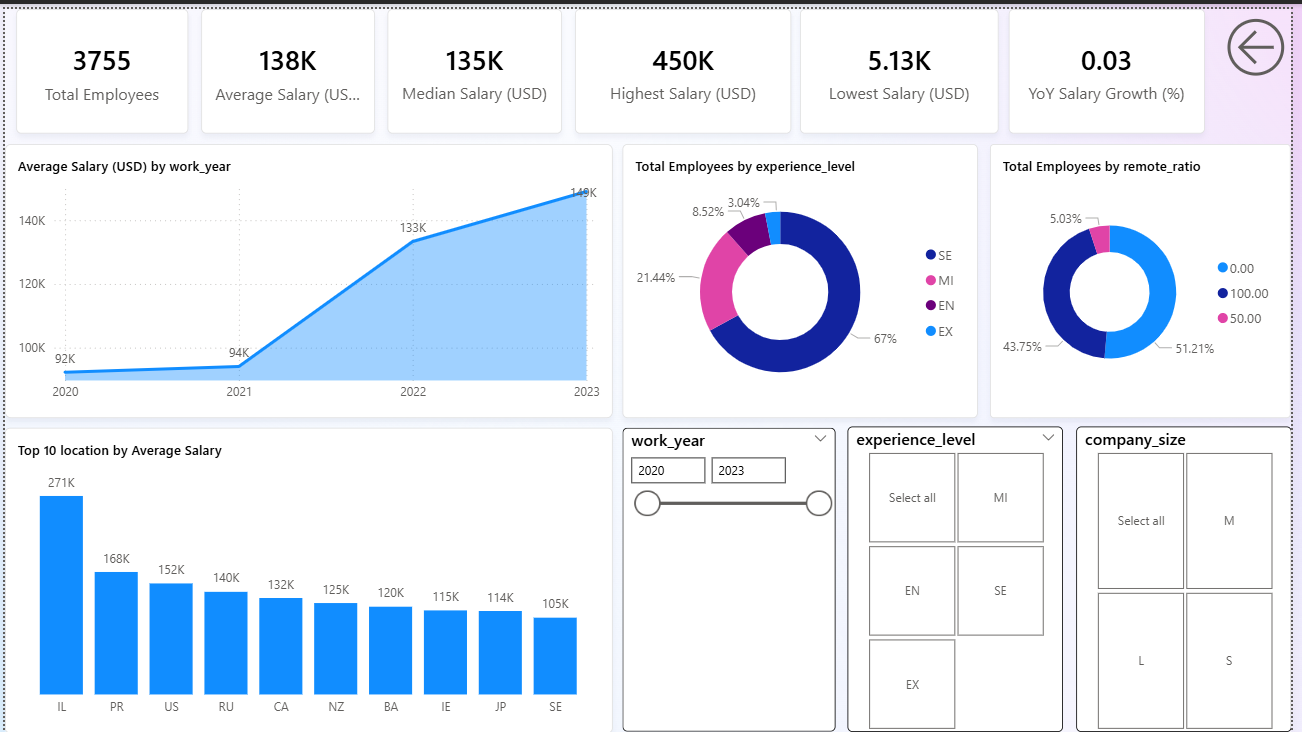 3755
Total Employees
138K
Average Salary (US...
135K
Median Salary (USD)
450K
Highest Salary (USD)
5.13K
Lowest Salary (USD)
0.03
YoY Salary Growth (%)
Average Salary (USD) by work_year
140K
120K
100K
92K
94K
133K
149K
2020
2021
2022
2023
Total Employees by experience_level
3.04%
8.52%
21.44%
67%
SE
MI
EN
EX
Total Employees by remote_ratio
5.03%
43.75%
51.21%
0.00
100.00
50.00
Top 10 location by Average Salary
271K
168K
152K
140K
132K
125K
120K
115K
114K
105K
IL
PR
US
RU
CA
NZ
BA
IE
JP
SE
work_year
2020
2023
experience_level
Select all
MI
EN
SE
EX
company_size
Select all
M
L
S